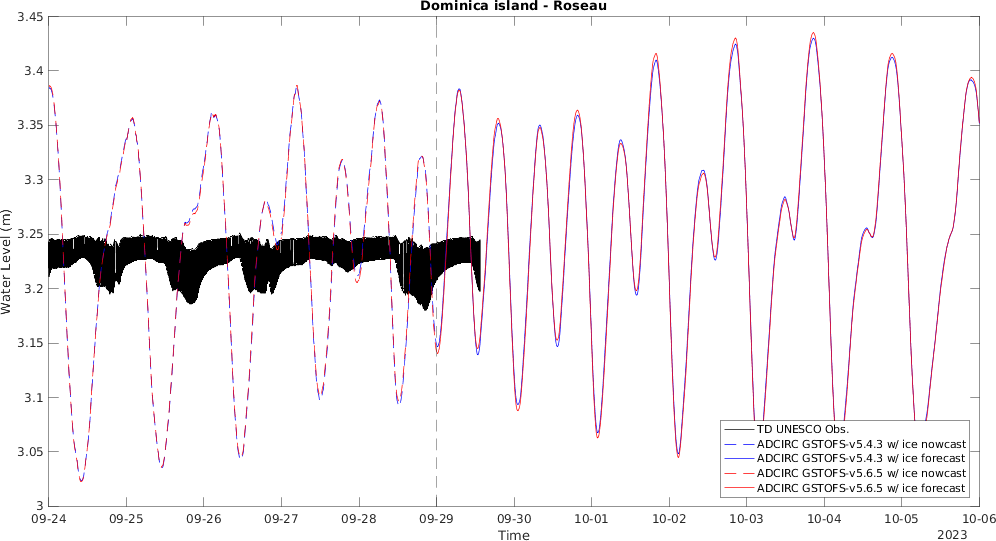 Dominica island - Roseau
3.45
3.4
3.35
3.3
3.25
3.2
3.15
3.1
3.05
3
Water Level (m)
TD UNESCO Obs.
ADCIRC GSTOFS-v5.4.3 w/ ice nowcast
ADCIRC GSTOFS-v5.4.3 w/ ice forecast
ADCIRC GSTOFS-v5.6.5 w/ ice nowcast
ADCIRC GSTOFS-v5.6.5 w/ ice forecast
09-24 09-25 09-26 09-27 09-28 09-29 09-30 10-01 10-02 10-03 10-04 10-05 10-06
Time
2023